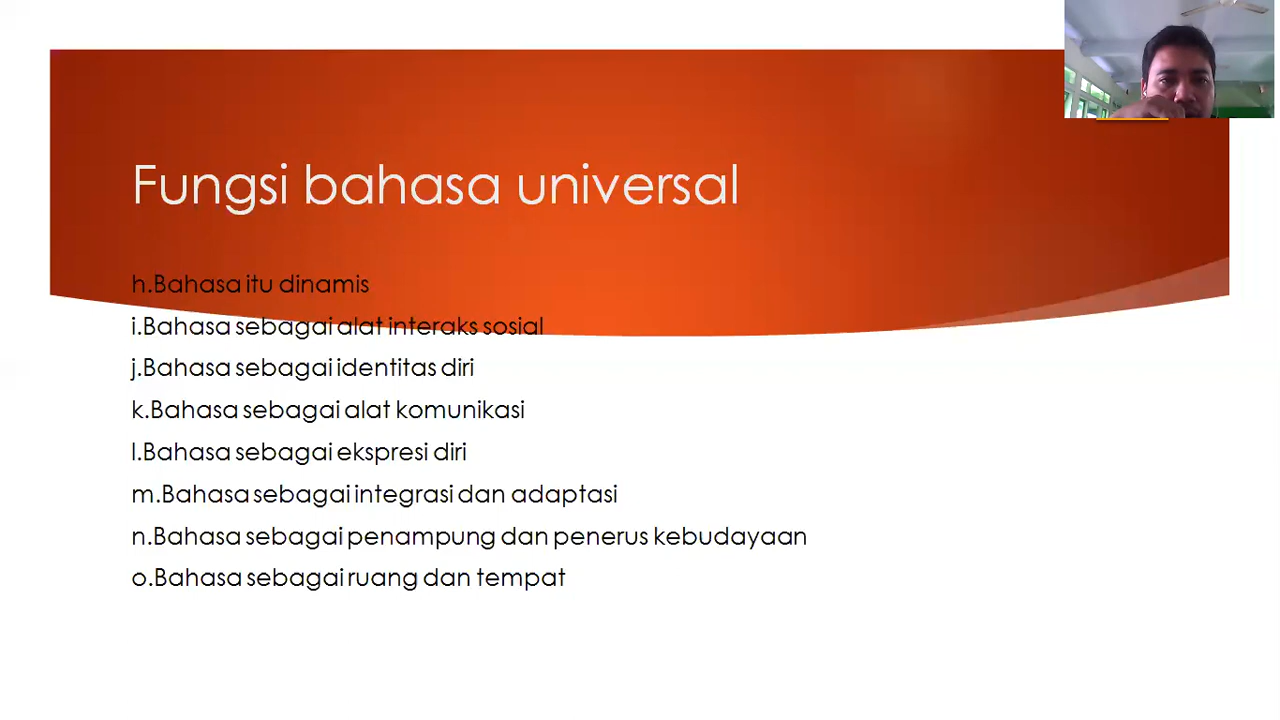 Fungsi bahasa universal
h.Bahasa itu dinamis
i.Bahasa sebagai alat interaks sosial
j.Bahasa sebagai identitas diri
k.Bahasa sebagai alat komunikasi
l.Bahasa sebagai ekspresi diri
m.Bahasa sebagai integrasi dan adaptasi
n.Bahasa sebagai penampung dan penerus kebudayaan
o.Bahasa sebagai ruang dan tempat